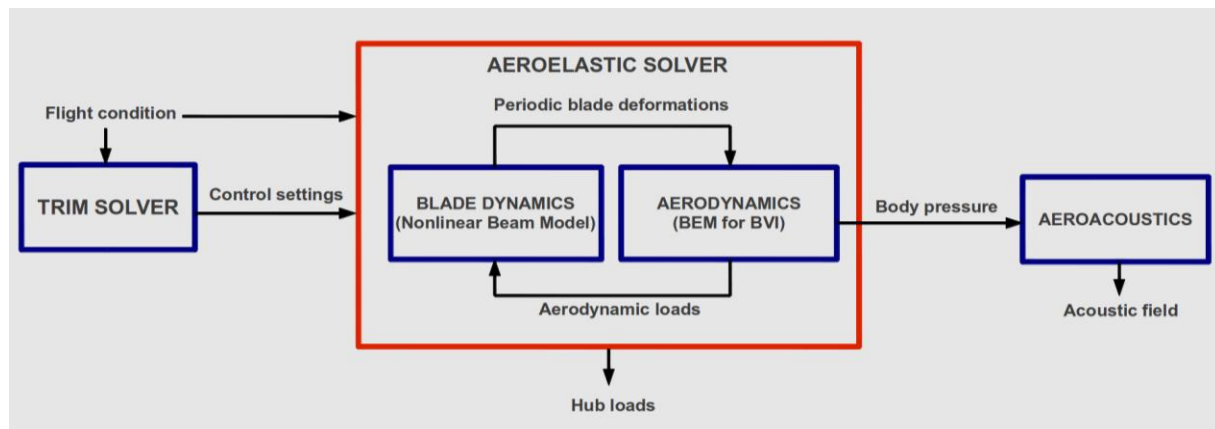 AEROELASTIC SOLVER
Flight condition
Periodic blade deformations
TRIM SOLVER
Control settings
BLADE DYNAMICS
(Nonlinear Beam Model)
AERODYNAMICS
(BEM for BVI)
Body pressure
AEROACOUSTICS
Aerodynamic loads
Acoustic field
Hub loads